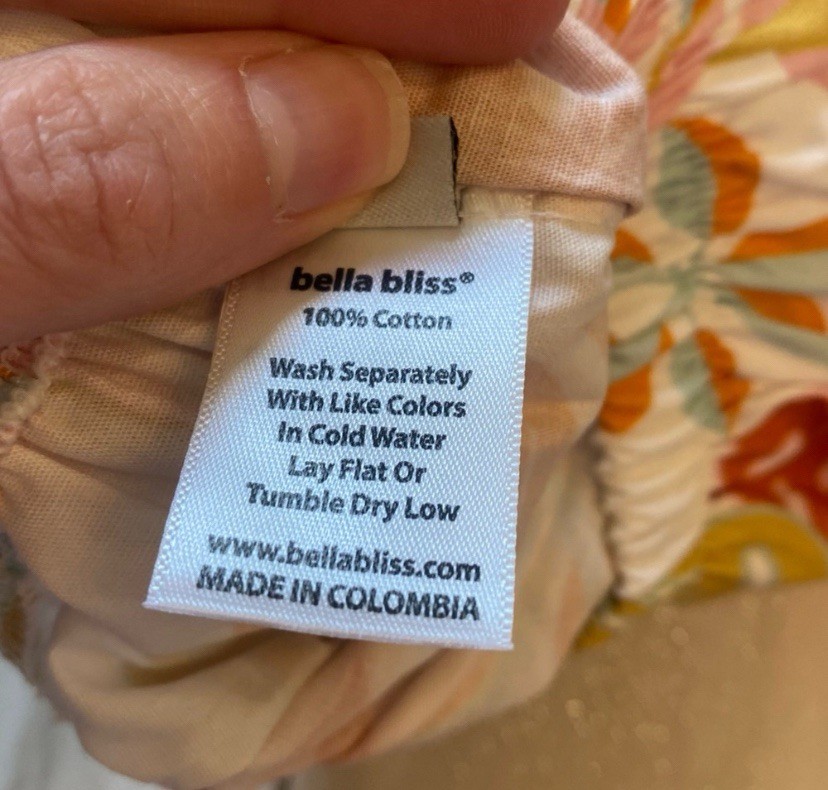 bella bliss®
100% Cotton
Wash Separately
With Like Colors
In Cold Water
Lay Flat Or
Tumble Dry Low
www.bellabliss.com
MADE IN COLOMBIA